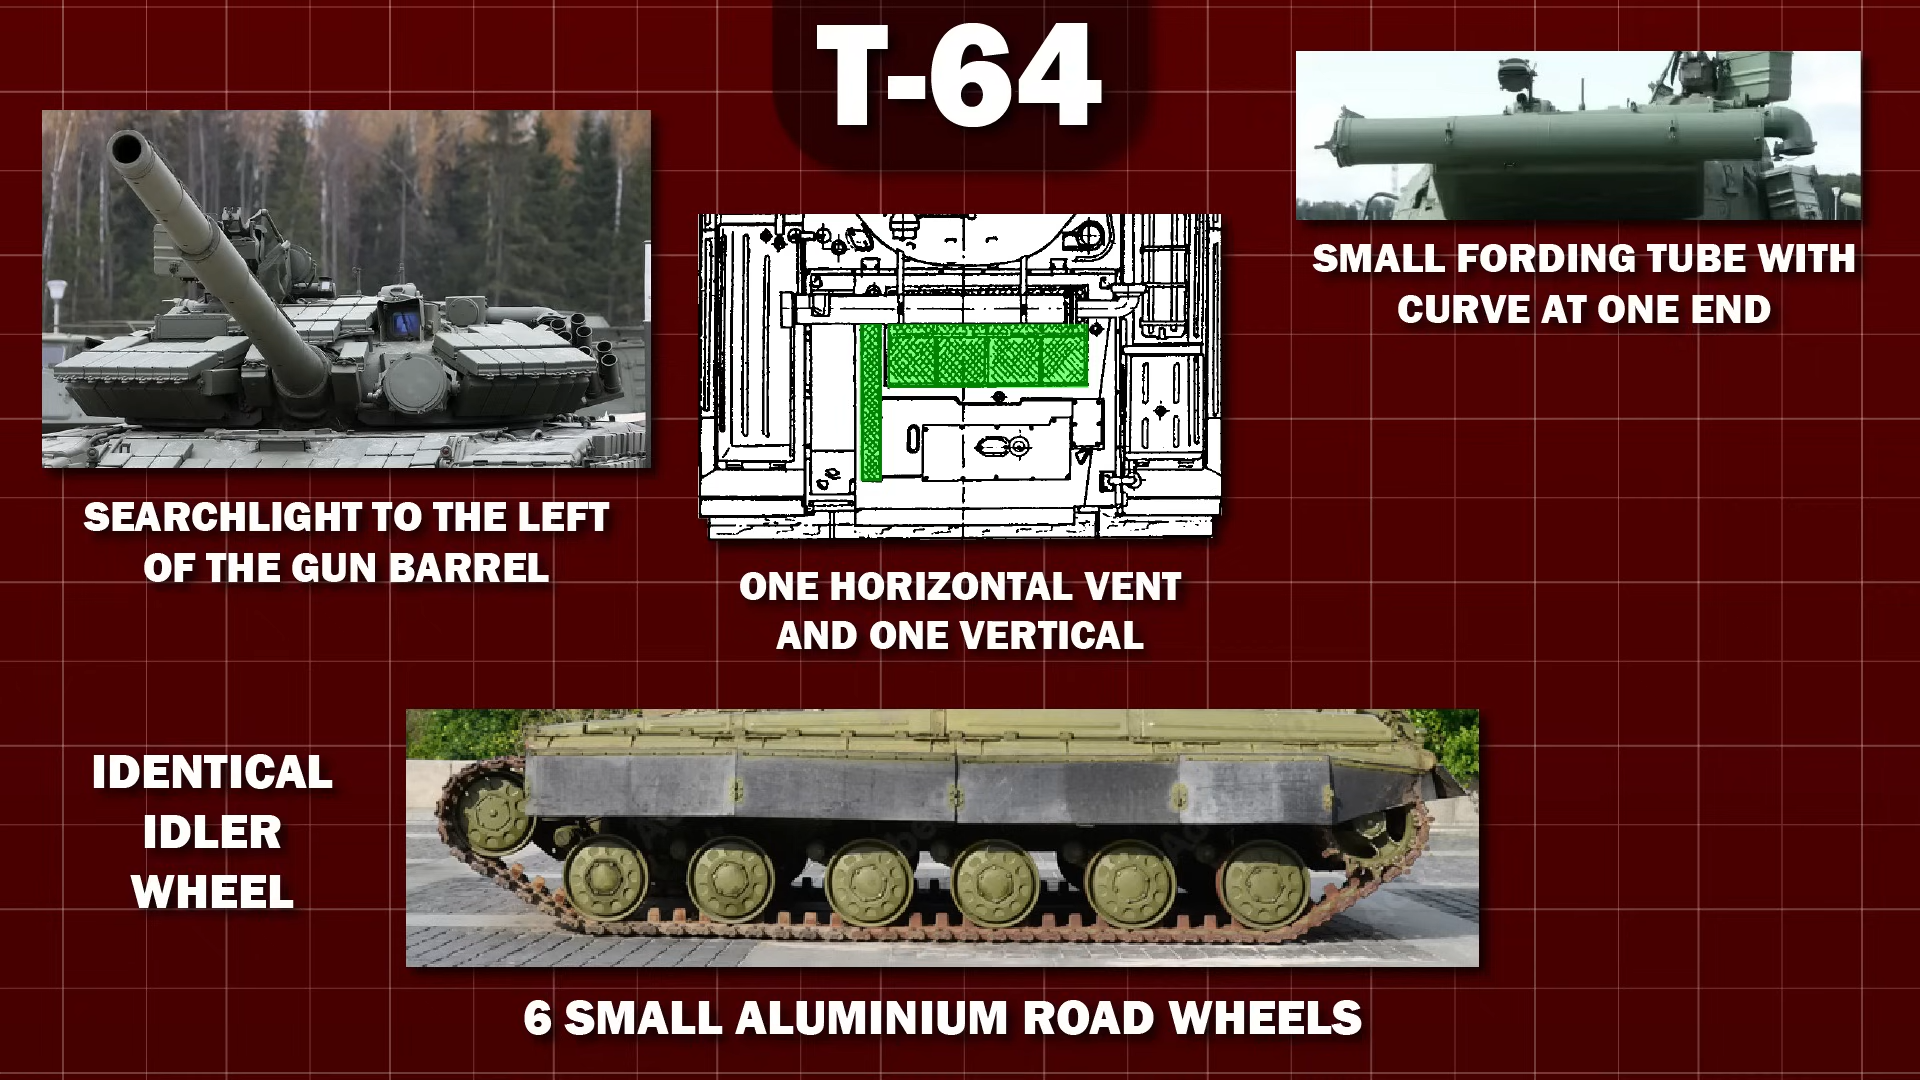 T-64
SEARCHLIGHT TO THE LEFT
OF THE GUN BARREL
ONE HORIZONTAL VENT
AND ONE VERTICAL
SMALL FORDING TUBE WITH
CURVE AT ONE END
IDENTICAL
IDLER
WHEEL
6 SMALL ALUMINIUM ROAD WHEELS